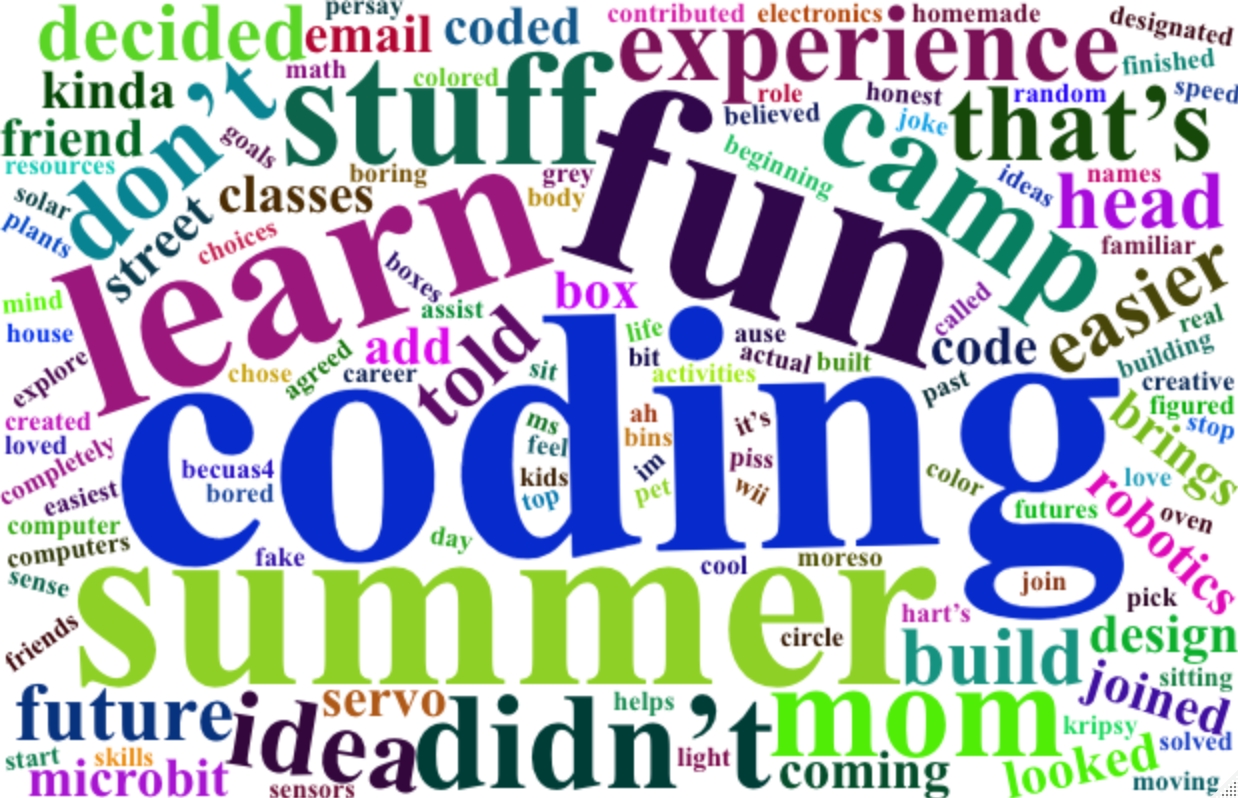 persay
contributed
electronics
homemade
designated
decided
email
coded
experience
finished
math
colored
stuff
kinda
don't
role
honest
random
speed
believed
joke
that's
friend
goals
fun
camp
resources
boring
grey
beginning
ideas
names
solar
classes
body
head
plants
street
choices
learn
familiar
easier
mind
boxes
box
called
house
assist
life
ause
real
add
told
bit
actual
built
code
building
explore
chose
agreed
career
sit
activities
past
creative
created
coding
ms
ah
it's
figured
loved
feel
bins
brings
stop
completely
becuas4
kids
im
piss
color
love
easiest
bored
top
pet
wii
robotics
computer
day
futures
oven
computers
fake
cool
moreso
sense
summer
join
pick
friends
circle
hart's
build
design
future
idea
servo
didn't
helps
mom
joined
sitting
kripsy
solved
start
skills
light
looked
microbit
sensors
coming
moving